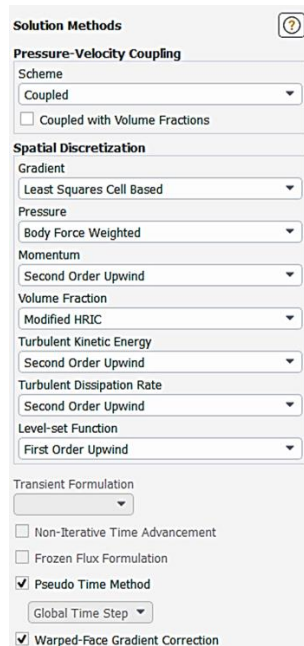 Solution Methods
?
Pressure-Velocity Coupling
Scheme
Coupled
Coupled with Volume Fractions
Spatial Discretization
Gradient
Least Squares Cell Based
Pressure
Body Force Weighted
Momentum
Second Order Upwind
Volume Fraction
Modified HRIC
Turbulent Kinetic Energy
Second Order Upwind
Turbulent Dissipation Rate
Second Order Upwind
Level-set Function
First Order Upwind
Transient Formulation
Non-Iterative Time Advancement
Frozen Flux Formulation
Pseudo Time Method
Global Time Step
Warped-Face Gradient Correction